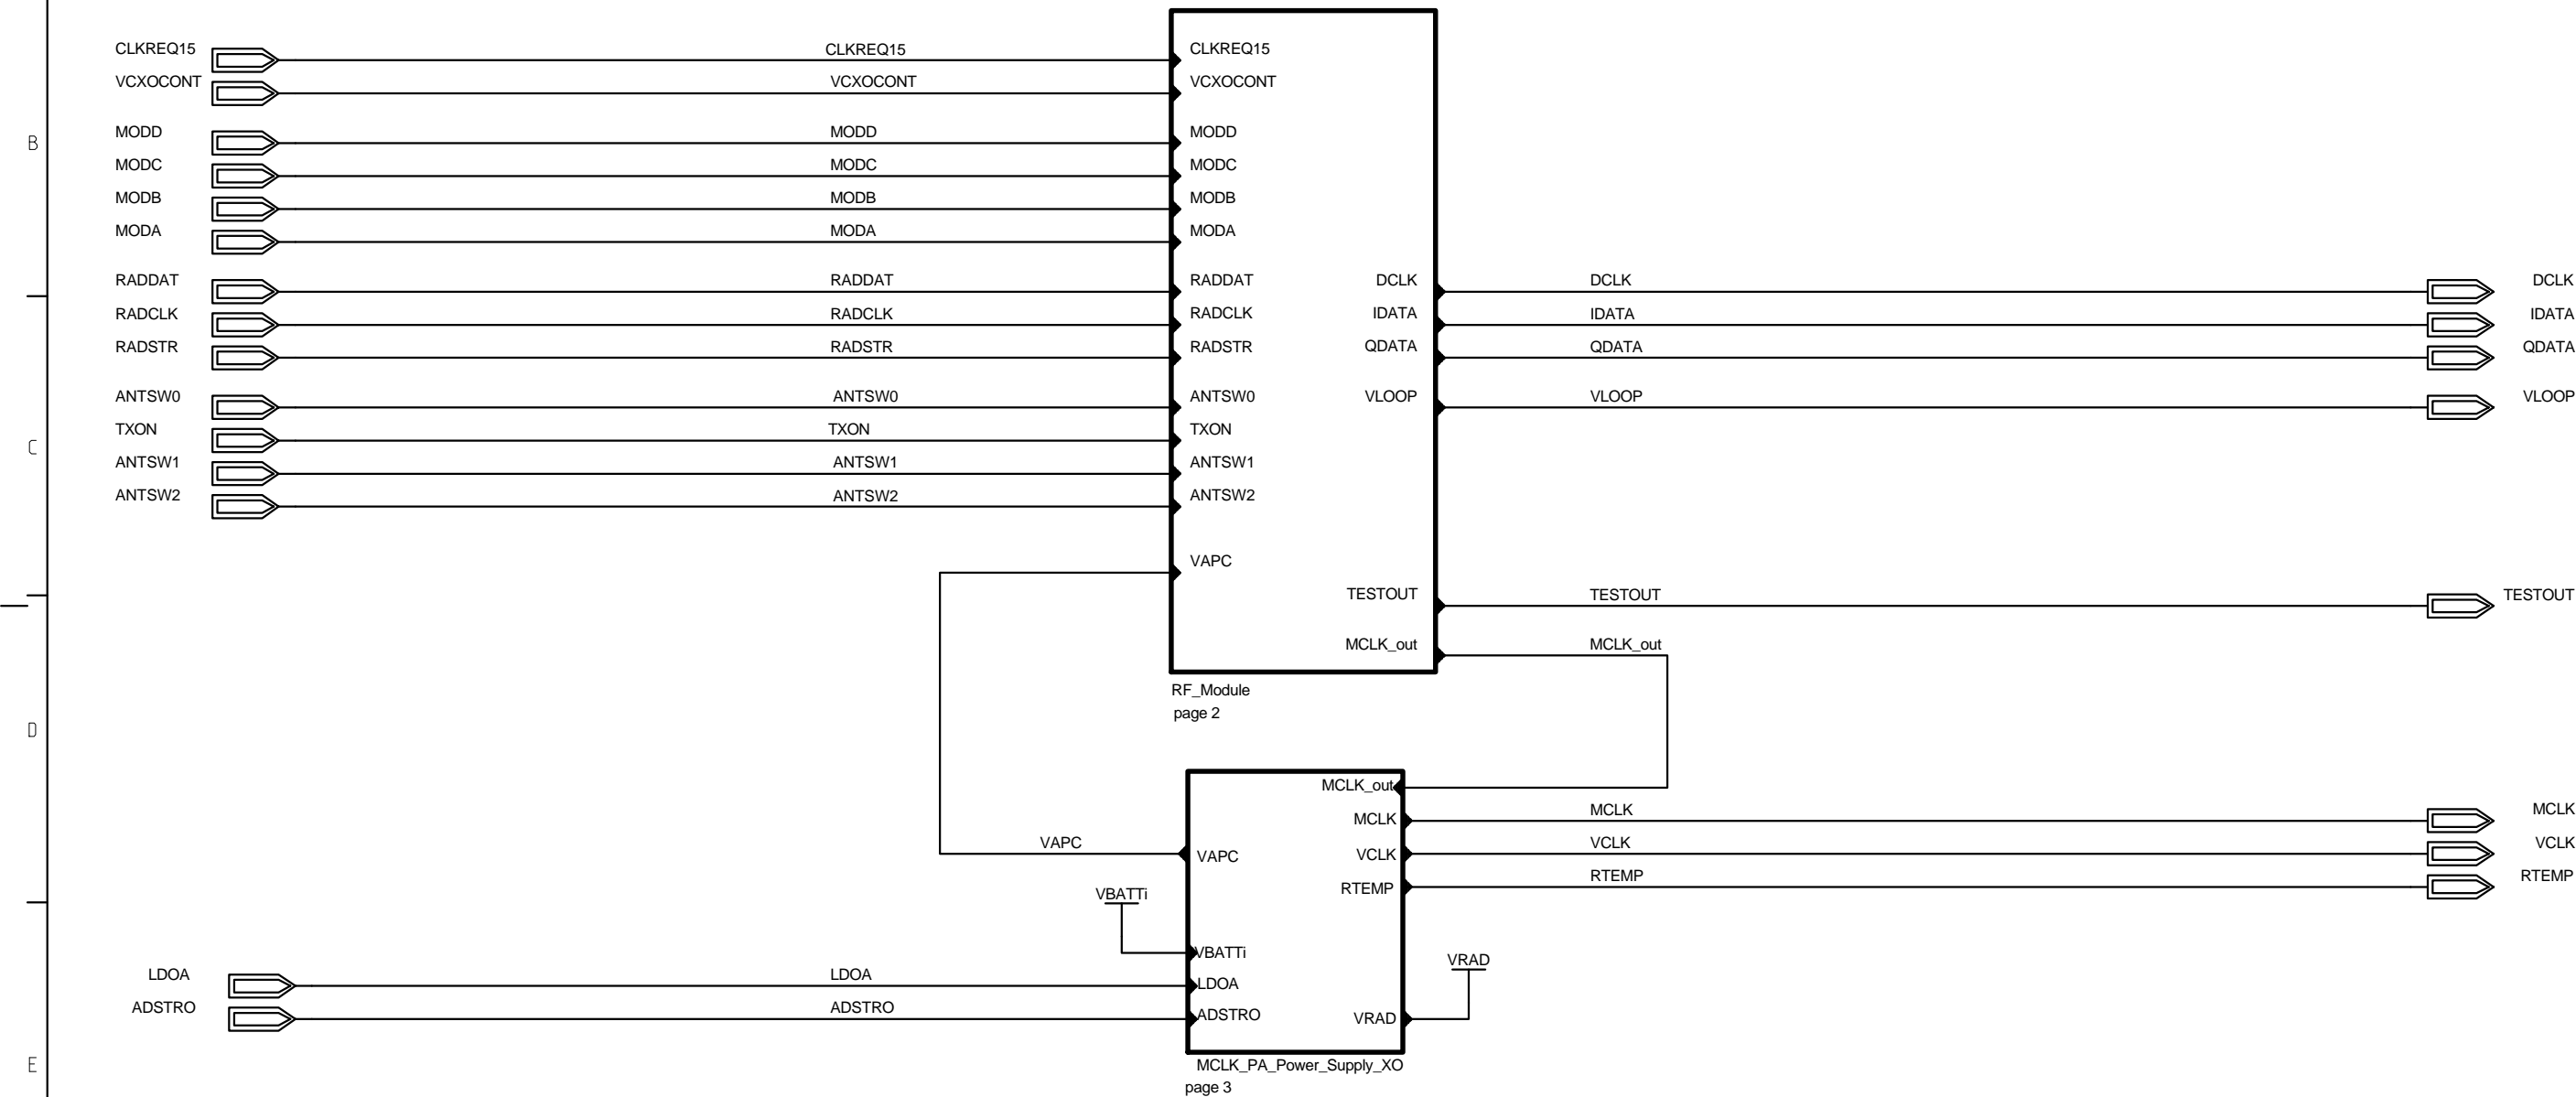 CLKREQ15 CLKREQ15 CLKREQ15
VCXOCONT VCXOCONT VCXOCONT
B MODD MODD MODD
MODC MODC MODC
MODB MODB MODB
MODA MODA MODA
RADDAT RADDAT RADDAT DCLK DCLK DCLK
RADCLK RADCLK RADCLK IDATA IDATA IDATA
RADSTR RADSTR RADSTR QDATA QDATA QDATA
ANTSW0 ANTSW0 ANTSW0 VLOOP VLOOP VLOOP
C TXON TXON TXON
ANTSW1 ANTSW1 ANTSW1
ANTSW2 ANTSW2 ANTSW2
VAPC
TESTOUT TESTOUT TESTOUT
MCLK_out MCLK_out
RF_Module
page 2
D
MCLK_out
MCLK MCLK MCLK
VAPC VAPC VCLK VCLK VCLK
RTEMP RTEMP RTEMP
VBATTi
VBATTi
VRAD
LDOA LDOA LDOA
ADSTRO ADSTRO ADSTRO VRAD
E MCLK_PA_Power_Supply_XO
page 3